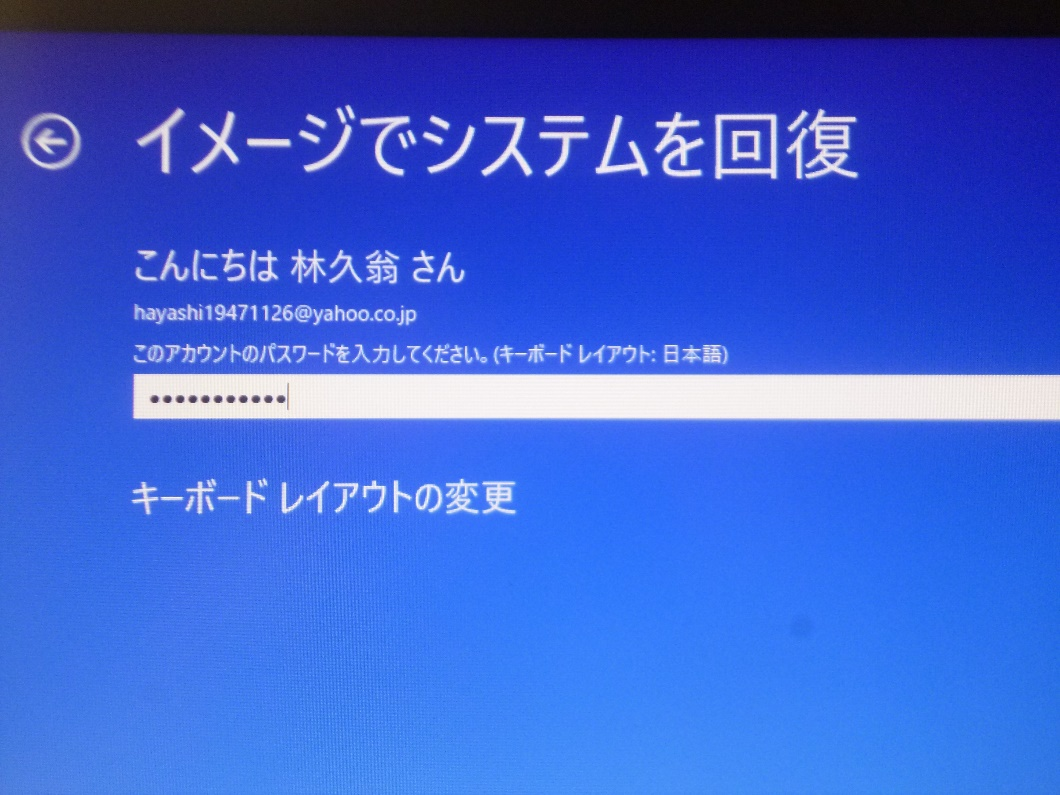 イメージでシステムを回復
こんにちは 林久翁 さん
hayashi19471126@yahoo.co.jp
このアカウントのパスワードを入力してください。(キーボード レイアウト: 日本語)
•••••••••••
キーボード レイアウトの変更